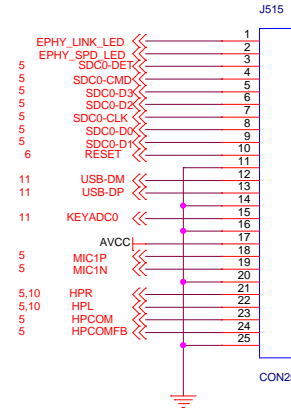 J515
EPHY_LINK_LED 1
EPHY_SPD_LED 2
5 SDC0-DET 3
5 SDC0-CMD 4
5 SDC0-D3 5
5 SDC0-D2 6
5 SDC0-CLK 7
5 SDC0-D0 8
5 SDC0-D1 9
6 RESET 10
11
11 USB-DM 12
11 USB-DP 13
14
11 KEYADC0 15
16
AVCC 17
5 MIC1P 18
5 MIC1N 19
20
5,10 HPR 21
5,10 HPL 22
5 HPCOM 23
5 HPCOMFB 24
25